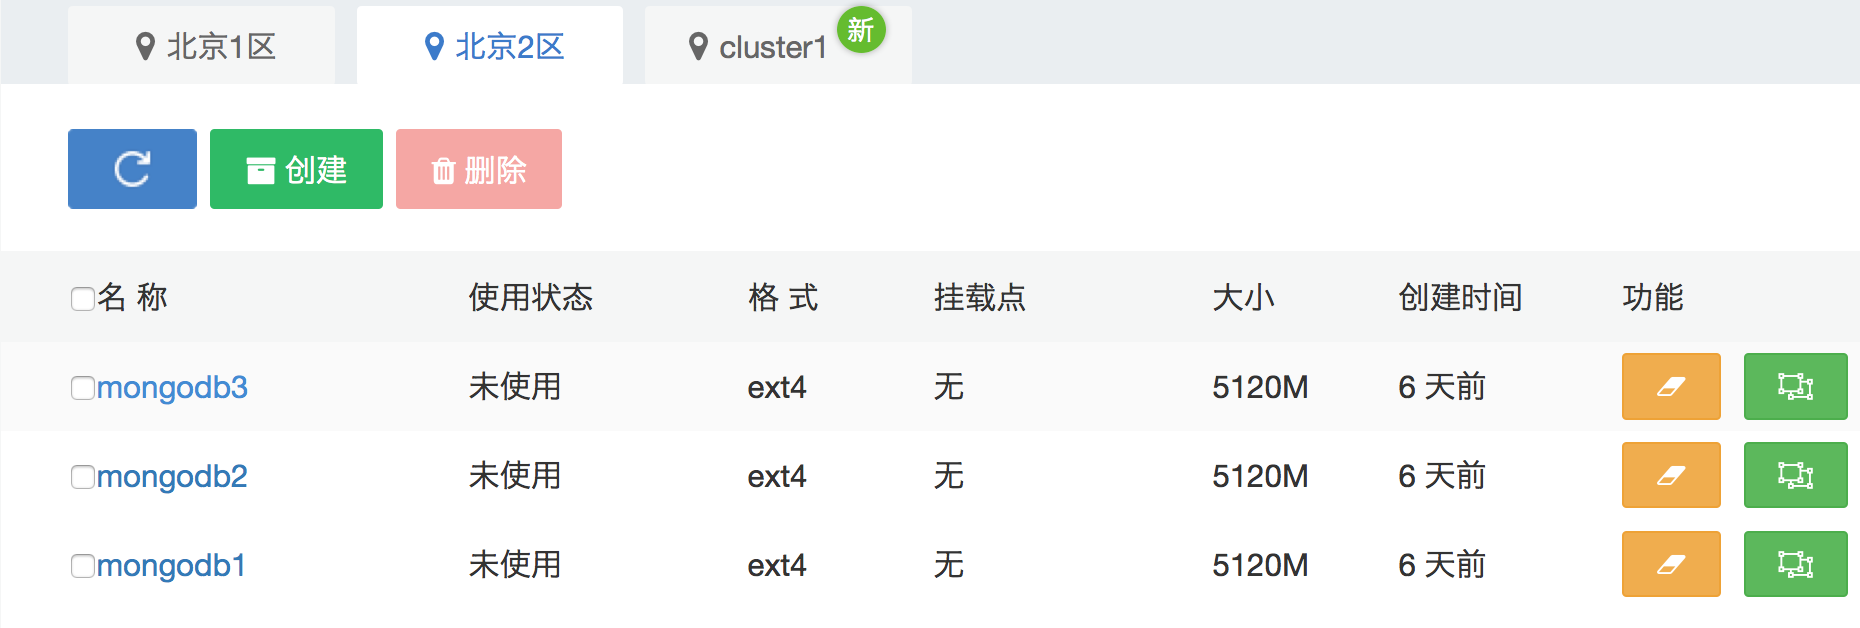 北京1区 北京2区 cluster1 新
创建 删除
名 称 使用状态 格 式 挂载点 大小 创建时间 功能
mongodb3 未使用 ext4 无 5120M 6 天前
mongodb2 未使用 ext4 无 5120M 6 天前
mongodb1 未使用 ext4 无 5120M 6 天前